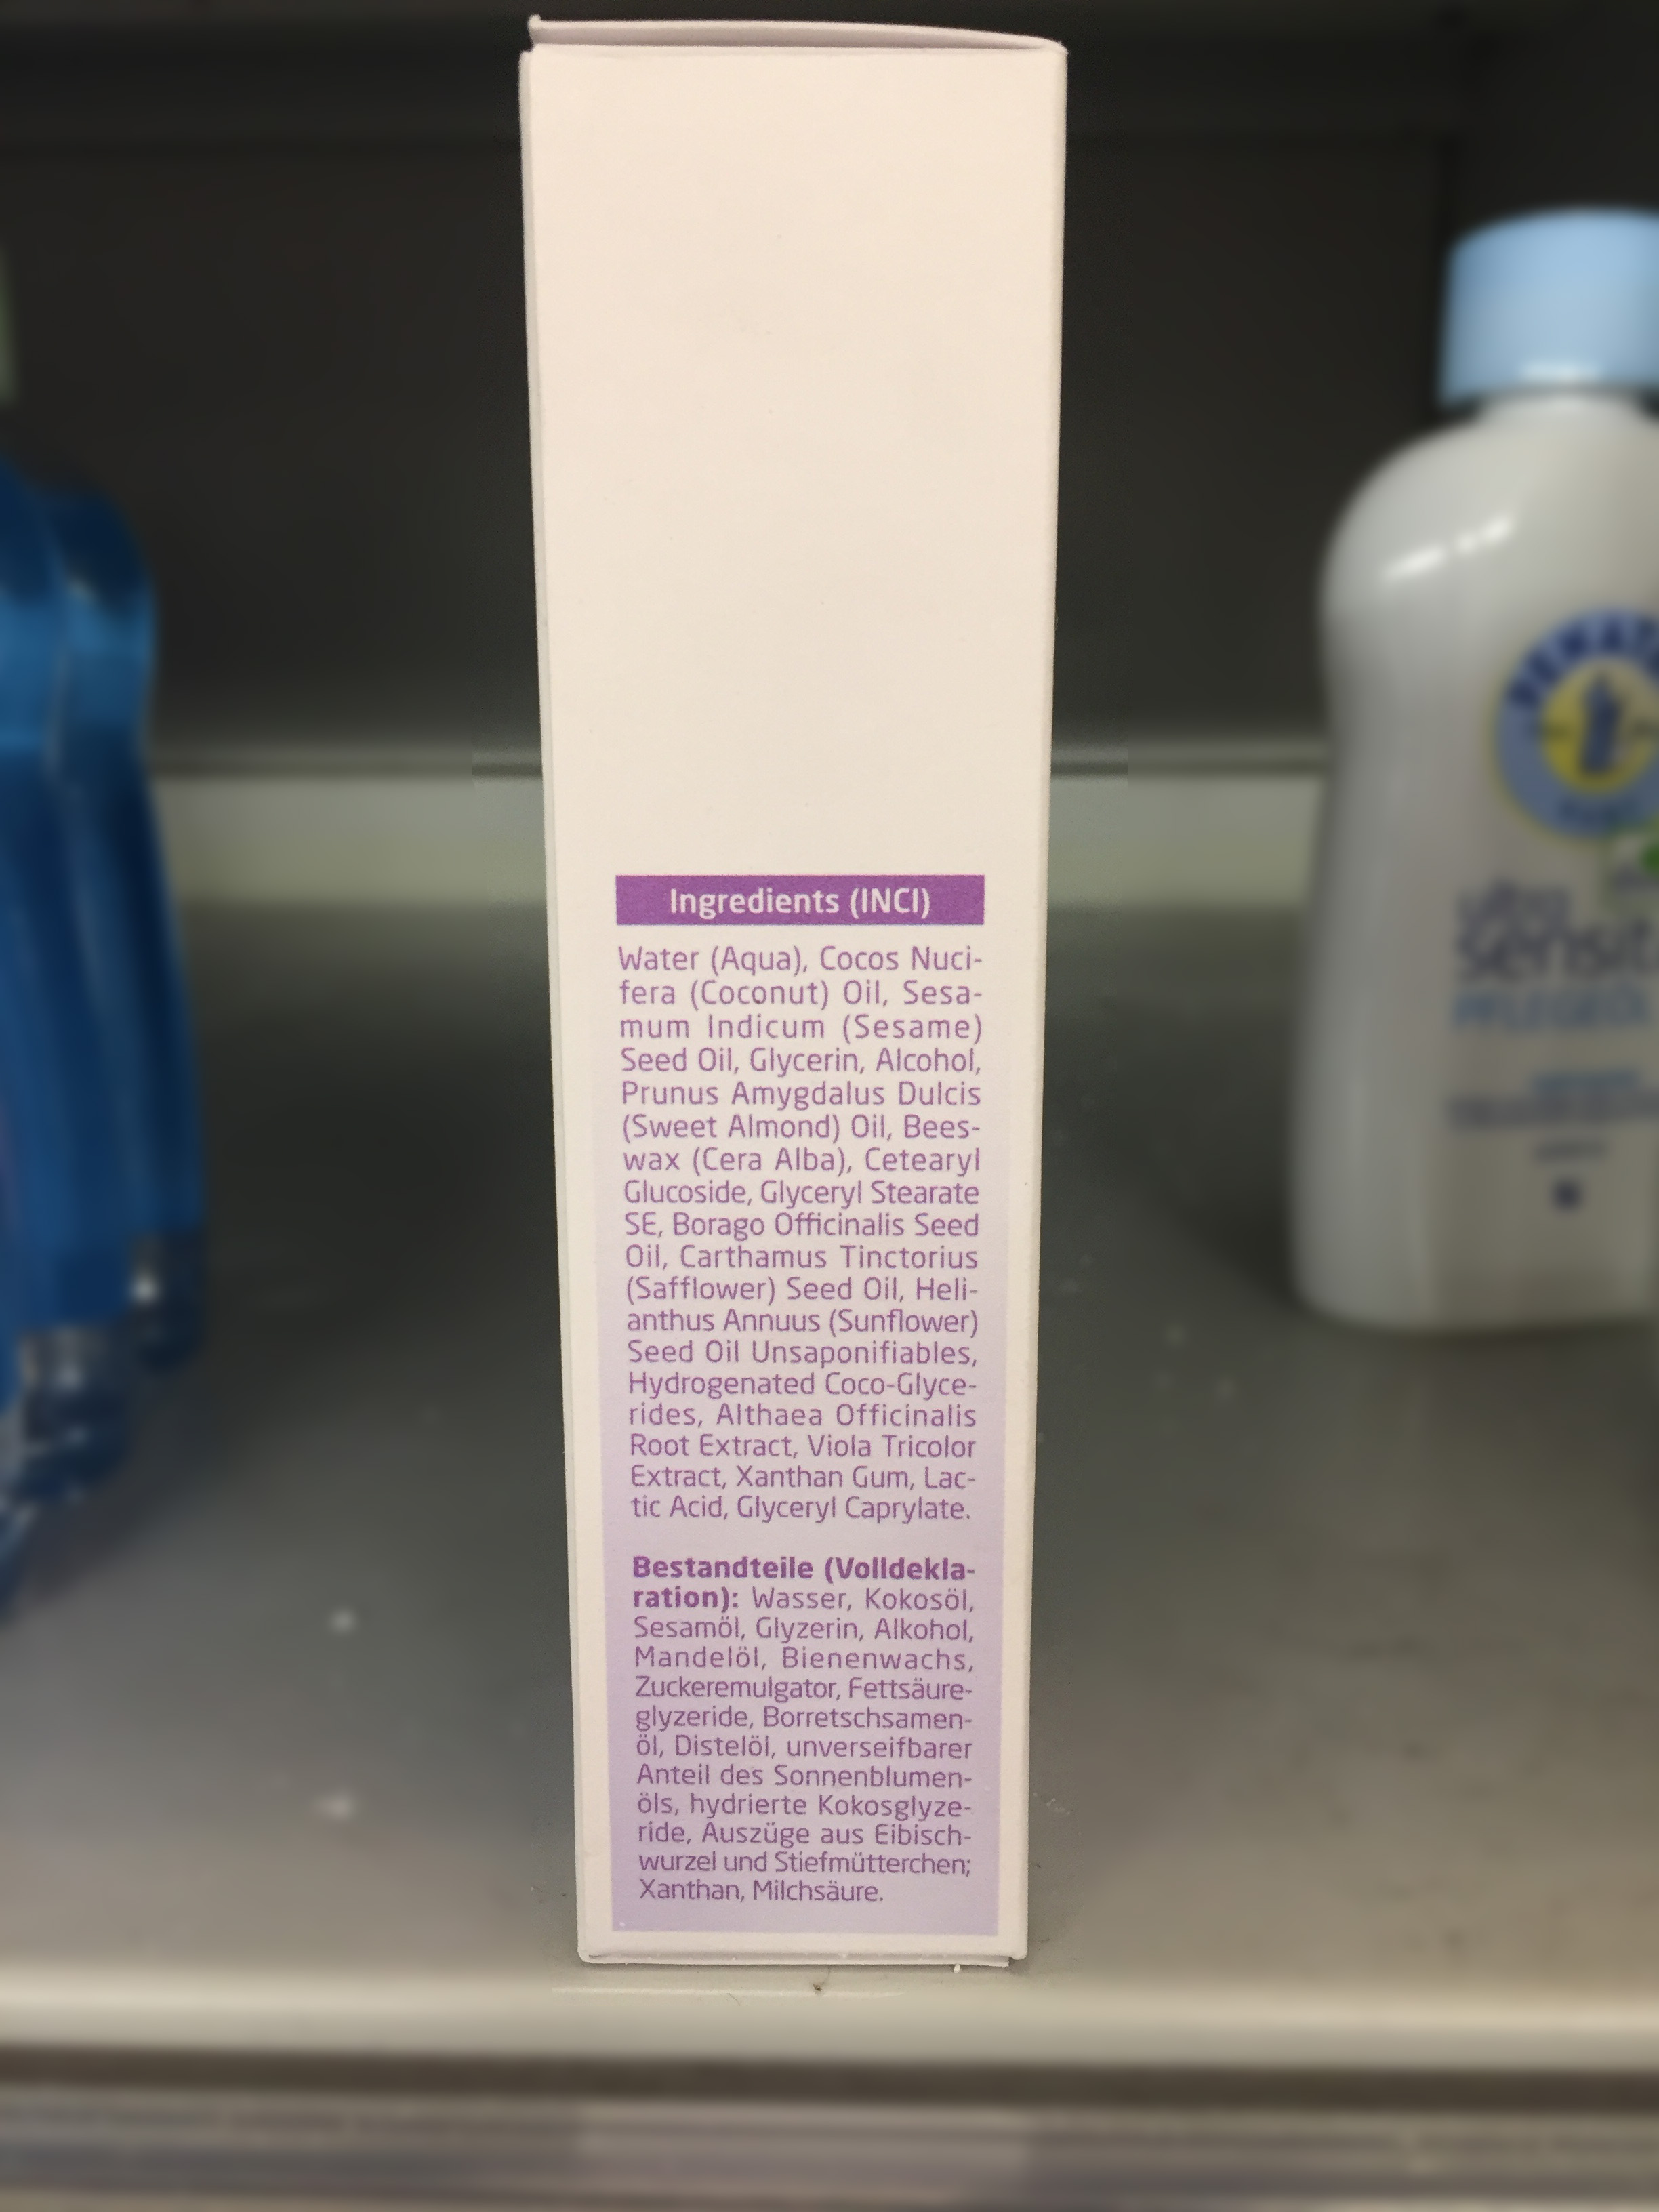 Ingredients (INCI)
Water (Aqua), Cocos Nuci-
fera (Coconut) Oil, Sesa-
mum Indicum (Sesame)
Seed Oil, Glycerin, Alcohol,
Prunus Amygdalus Dulcis
(Sweet Almond) Oil, Bees-
wax (Cera Alba), Cetearyl
Glucoside, Glyceryl Stearate
SE, Borago Officinalis Seed
Oil, Carthamus Tinctorius
(Safflower) Seed Oil, Heli-
anthus Annuus (Sunflower)
Seed Oil Unsaponifiables,
Hydrogenated Coco-Glyce-
rides, Althaea Officinalis
Root Extract, Viola Tricolor
Extract, Xanthan Gum, Lac-
tic Acid, Glyceryl Caprylate.
Bestandteile (Volldekla-
ration): Wasser, Kokosöl,
Sesamöl, Glyzerin, Alkohol,
Mandelöl, Bienenwachs,
Zuckeremulgator, Fettsäure-
glyzeride, Borretschsamen-
öl, Distelöl, unverseifbarer
Anteil des Sonnenblumen-
öls, hydrierte Kokosglyze-
ride, Auszüge aus Eibisch-
wurzel und Stiefmütterchen;
Xanthan, Milchsäure.
ultra
sensit
PFLEGEÖL